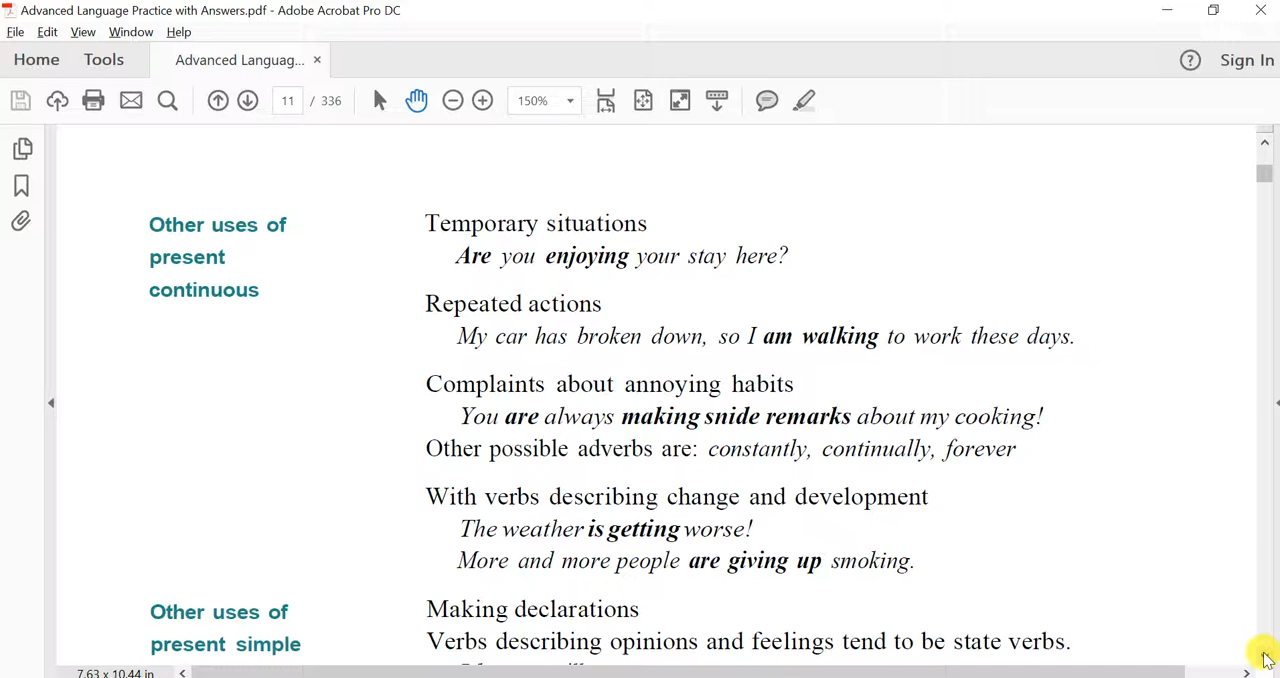 Advanced Language Practice with Answers.pdf - Adobe Acrobat Pro DC
File Edit View Window Help
Home Tools Advanced Languag... × ? Sign In
11 / 336 150%
Other uses of
present
continuous
Temporary situations
Are you enjoying your stay here?
Repeated actions
My car has broken down, so I am walking to work these days.
Complaints about annoying habits
You are always making snide remarks about my cooking!
Other possible adverbs are: constantly, continually, forever
With verbs describing change and development
The weather is getting worse!
More and more people are giving up smoking.
Other uses of
present simple
Making declarations
Verbs describing opinions and feelings tend to be state verbs.
7.63 x 10.44 in